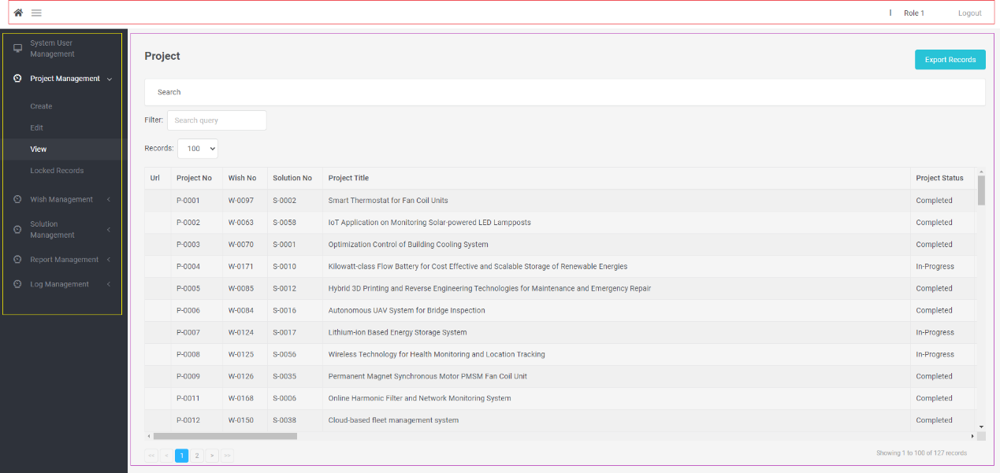 Role 1 Logout
System User
Management
Project Management
Create
Edit
View
Locked Records
Wish Management
Solution
Management
Report Management
Log Management
Project
Export Records
Search
Filter: Search query
Records: 100
Url Project No Wish No Solution No Project Title Project Status
P-0001 W-0097 S-0002 Smart Thermostat for Fan Coil Units Completed
P-0002 W-0063 S-0058 IoT Application on Monitoring Solar-powered LED Lampposts Completed
P-0003 W-0070 S-0001 Optimization Control of Building Cooling System Completed
P-0004 W-0171 S-0010 Kilowatt-class Flow Battery for Cost Effective and Scalable Storage of Renewable Energies In-Progress
P-0005 W-0085 S-0012 Hybrid 3D Printing and Reverse Engineering Technologies for Maintenance and Emergency Repair Completed
P-0006 W-0084 S-0016 Autonomous UAV System for Bridge Inspection Completed
P-0007 W-0124 S-0017 Lithium-ion Based Energy Storage System In-Progress
P-0008 W-0125 S-0056 Wireless Technology for Health Monitoring and Location Tracking In-Progress
P-0009 W-0126 S-0035 Permanent Magnet Synchronous Motor PMSM Fan Coil Unit Completed
P-0011 W-0168 S-0006 Online Harmonic Filter and Network Monitoring System Completed
P-0012 W-0150 S-0038 Cloud-based fleet management system Completed
<< < 1 2 > >>
Showing 1 to 100 of 127 records